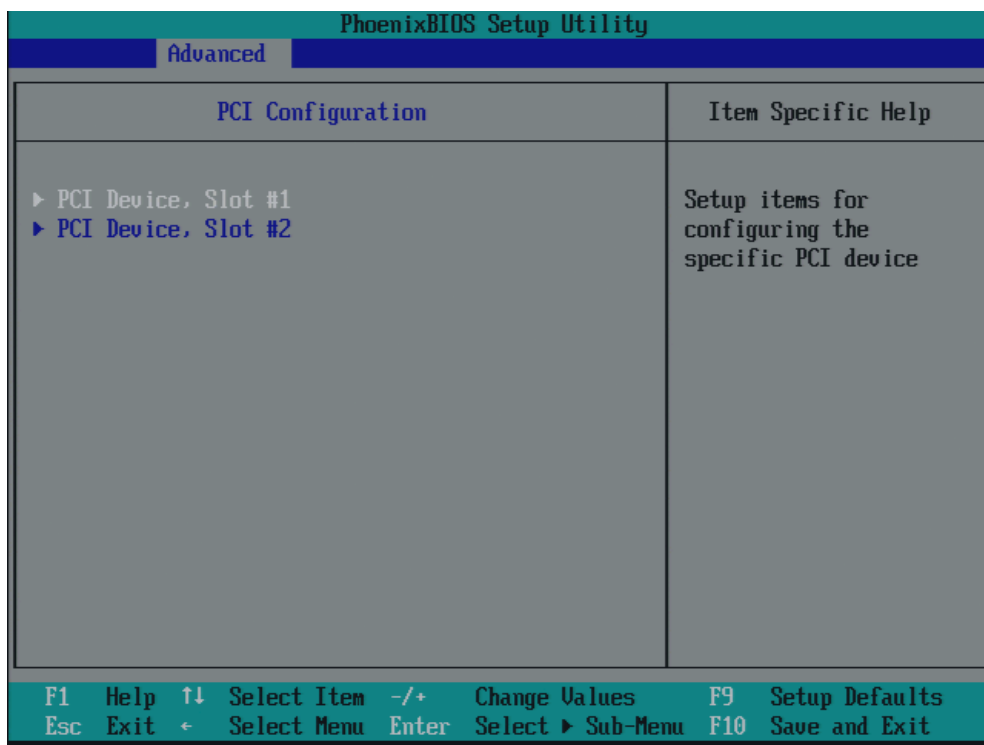 PhoenixBIOS Setup Utility
Advanced
PCI Configuration
Item Specific Help
▶ PCI Device, Slot #1
▶ PCI Device, Slot #2
Setup items for
configuring the
specific PCI device
F1 Help ↑↓ Select Item -/+ Change Values F9 Setup Defaults
Esc Exit ← Select Menu Enter Select ▶ Sub-Menu F10 Save and Exit